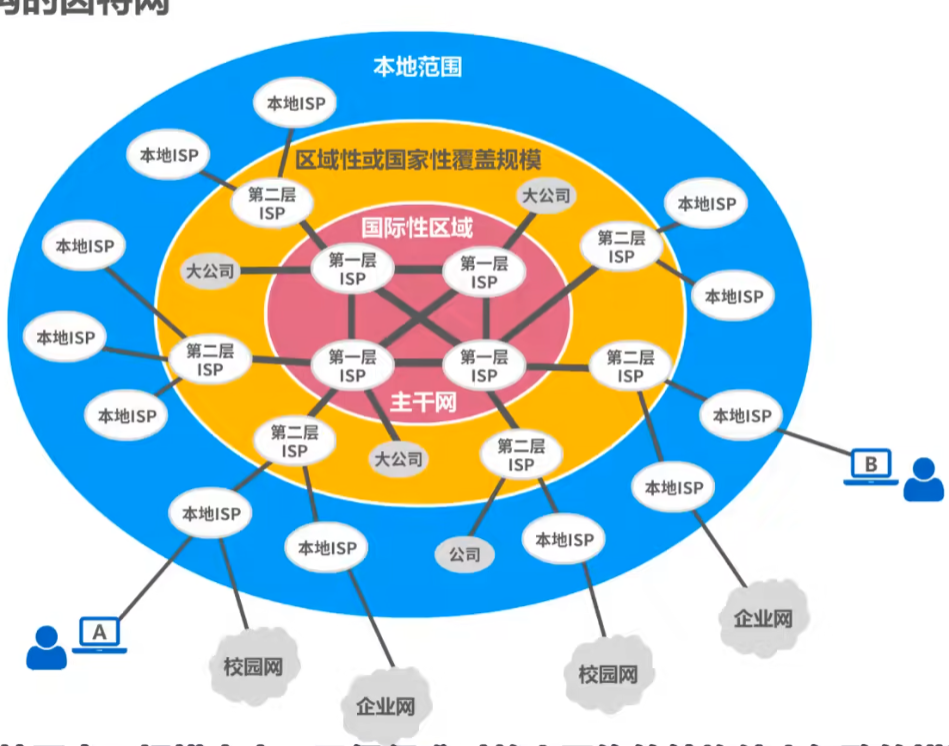 的因特网
本地范围
本地ISP
本地ISP
区域性或国家性覆盖规模
第二层
ISP
大公司
本地ISP
国际性区域
第二层
ISP
本地ISP
大公司
第一层
ISP
第一层
ISP
本地ISP
本地ISP
第二层
ISP
第一层
ISP
第一层
ISP
第二层
ISP
主干网
本地ISP
本地ISP
第二层
ISP
大公司
第二层
ISP
B
本地ISP
本地ISP
本地ISP
公司
本地ISP
A
企业网
校园网
校园网
企业网